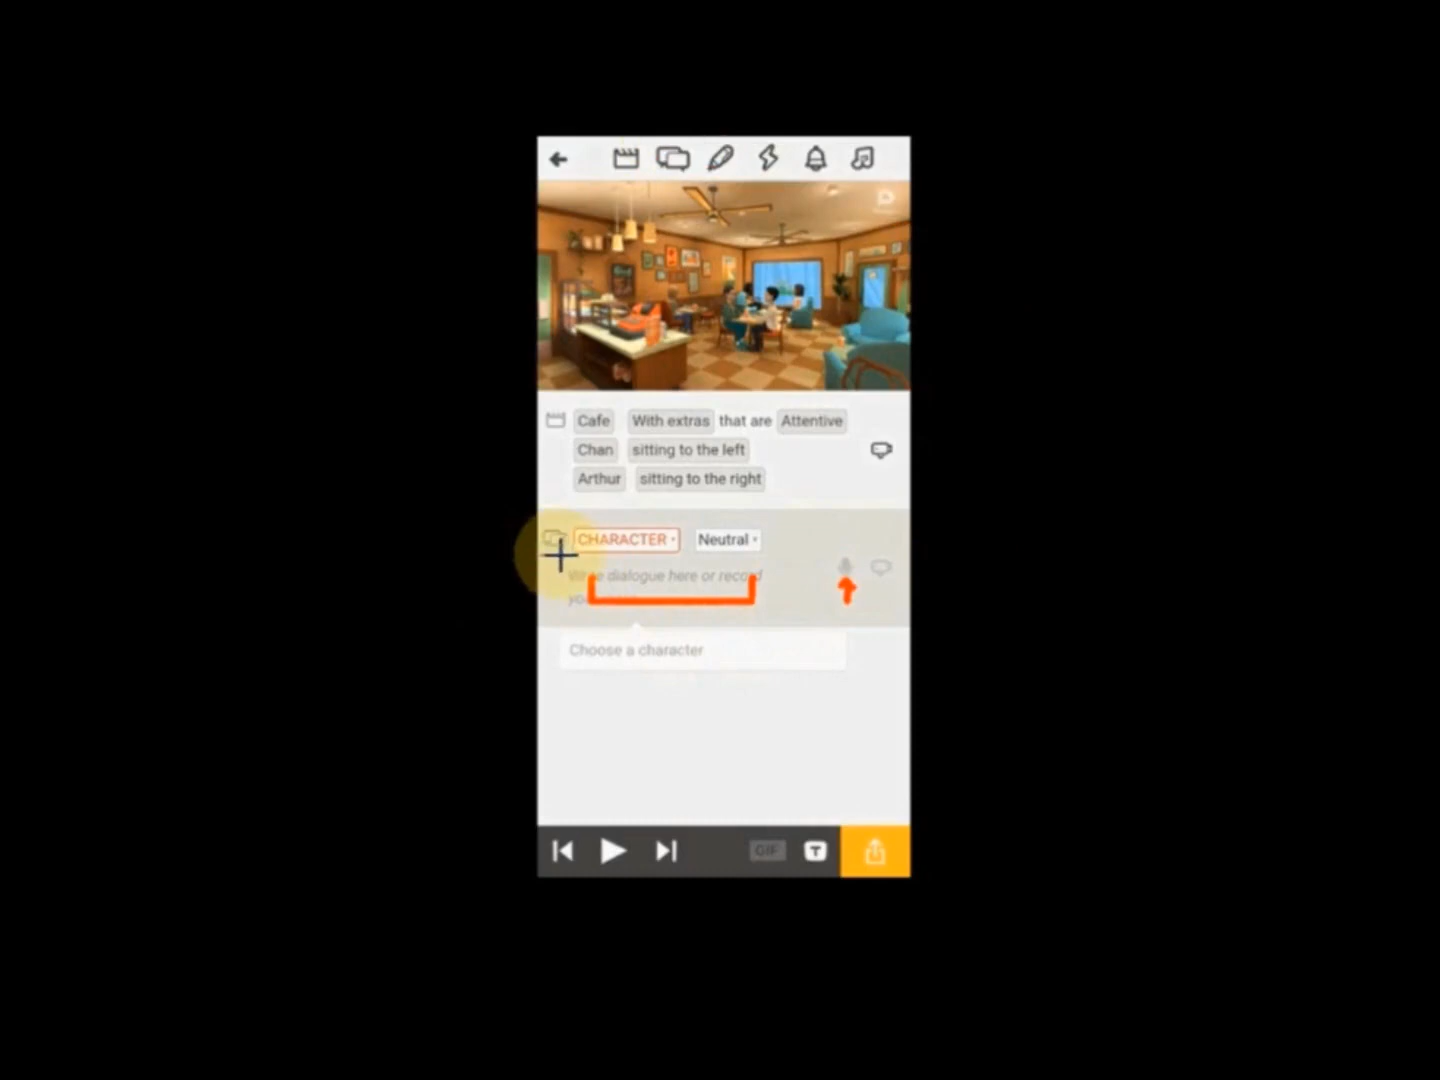 Cafe With extras that are Attentive
Chan sitting to the left
Arthur sitting to the right
CHARACTER Neutral
Write dialogue here or record
Choose a character
GIF
T